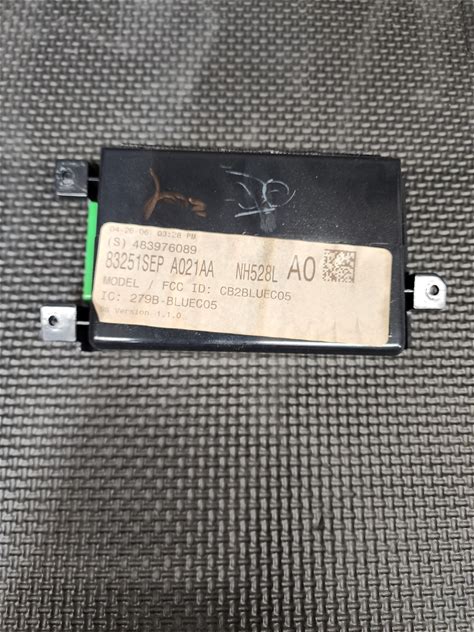 04-26-06 03:28 PM
(S) 483976089
83251SEP A021AA NH528L A0
MODEL / FCC ID: CB2BLUEC05
IC: 279B-BLUEC05
Version 1.1.0